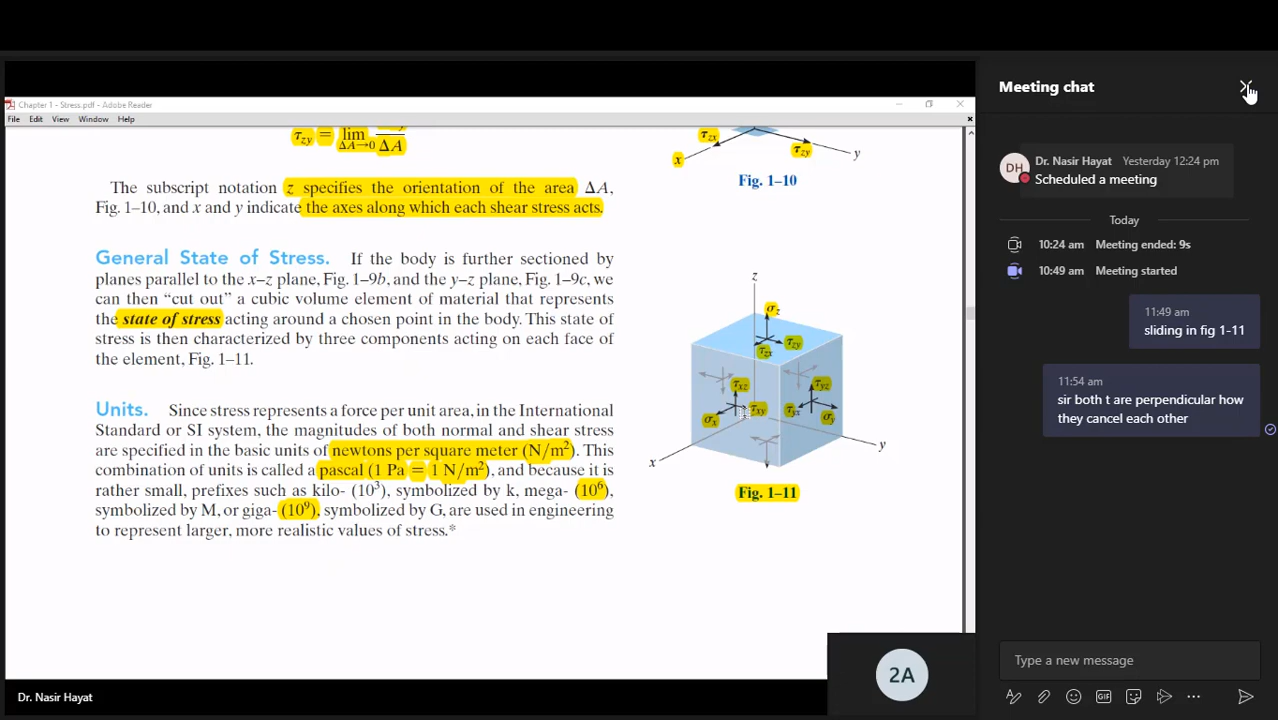 Chapter 1 - Stress.pdf - Adobe Reader
File Edit View Window Help
τzy = lim ΔA→0 ΔA
The subscript notation z specifies the orientation of the area ΔA,
Fig. 1–10, and x and y indicate the axes along which each shear stress acts.
General State of Stress. If the body is further sectioned by
planes parallel to the x–z plane, Fig. 1–9b, and the y–z plane, Fig. 1–9c, we
can then “cut out” a cubic volume element of material that represents
the state of stress acting around a chosen point in the body. This state of
stress is then characterized by three components acting on each face of
the element, Fig. 1–11.
Units. Since stress represents a force per unit area, in the International
Standard or SI system, the magnitudes of both normal and shear stress
are specified in the basic units of newtons per square meter (N/m²). This
combination of units is called a pascal (1 Pa = 1 N/m²), and because it is
rather small, prefixes such as kilo- (10³), symbolized by k, mega- (10⁶),
symbolized by M, or giga- (10⁹), symbolized by G, are used in engineering
to represent larger, more realistic values of stress.*
τzx
τzy
x
y
Fig. 1–10
z
σz
τzy
τzx
τxz
τyz
τxy
τyx
σx
σy
y
x
Fig. 1–11
2A
Dr. Nasir Hayat
Meeting chat
DH
Dr. Nasir Hayat Yesterday 12:24 pm
Scheduled a meeting
Today
10:24 am Meeting ended: 9s
10:49 am Meeting started
11:49 am
sliding in fig 1-11
11:54 am
sir both t are perpendicular how
they cancel each other
Type a new message
GIF